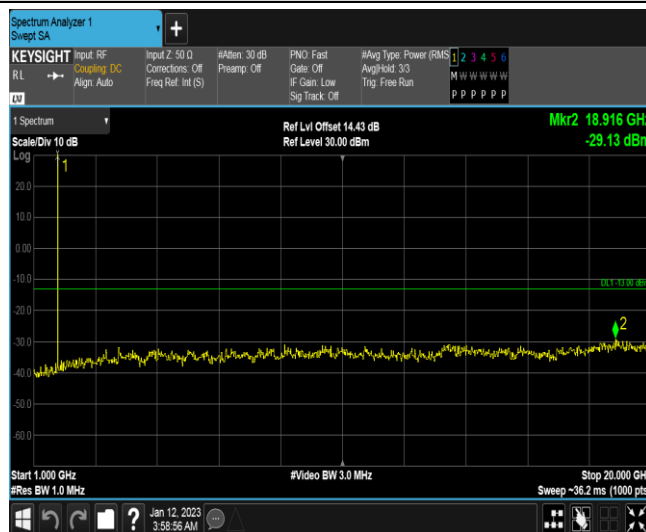 Spectrum Analyzer 1
Swept SA
+
KEYSIGHT
RL
LXI
Input: RF
Coupling: DC
Align: Auto
Input Z: 50 Ω
Corrections: Off
Freq Ref: Int (S)
#Atten: 30 dB
Preamp: Off
PNO: Fast
Gate: Off
IF Gain: Low
Sig Track: Off
#Avg Type: Power (RMS
Avg|Hold: 3/3
Trig: Free Run
1 2 3 4 5 6
M W W W W W
P P P P P P
1 Spectrum
Scale/Div 10 dB
Ref Lvl Offset 14.43 dB
Ref Level 30.00 dBm
Mkr2 18.916 GHz
-29.13 dBm
Log
1
20.0
10.0
0.00
-10.0
DL1 -13.00 dBm
-20.0
2
-30.0
-40.0
-50.0
-60.0
Start 1.000 GHz
#Video BW 3.0 MHz
Stop 20.000 GHz
#Res BW 1.0 MHz
Sweep ~36.2 ms (1000 pts
?
Jan 12, 2023
3:58:56 AM